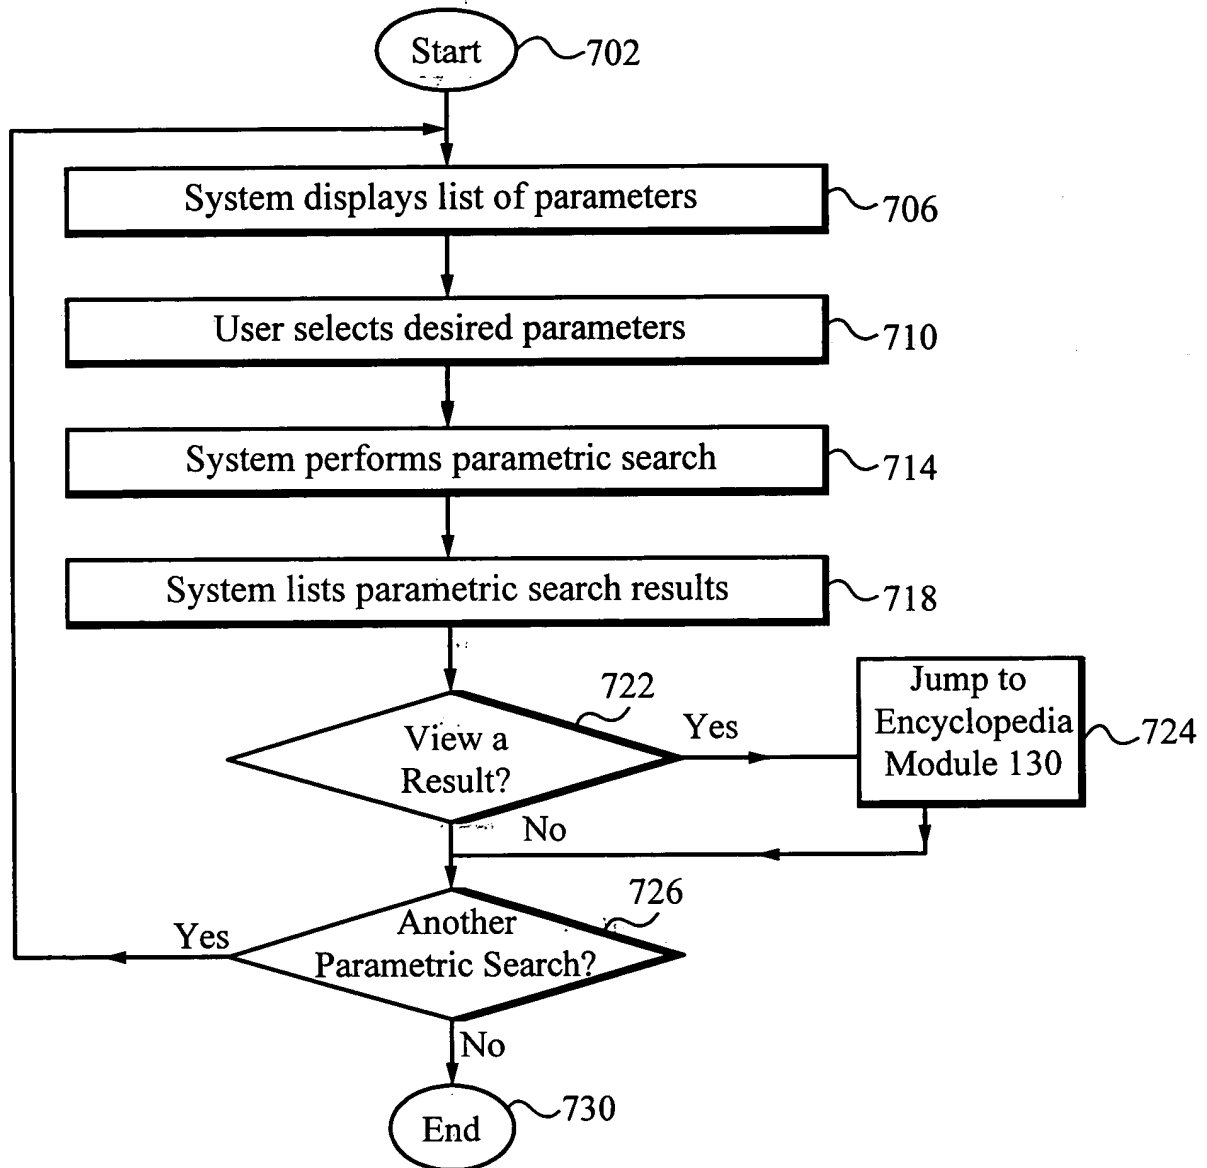 Start
702
System displays list of parameters
706
User selects desired parameters
710
System performs parametric search
714
System lists parametric search results
718
722
View a
Result?
Yes
Jump to
Encyclopedia
Module 130
724
No
726
Another
Parametric Search?
Yes
No
End
730